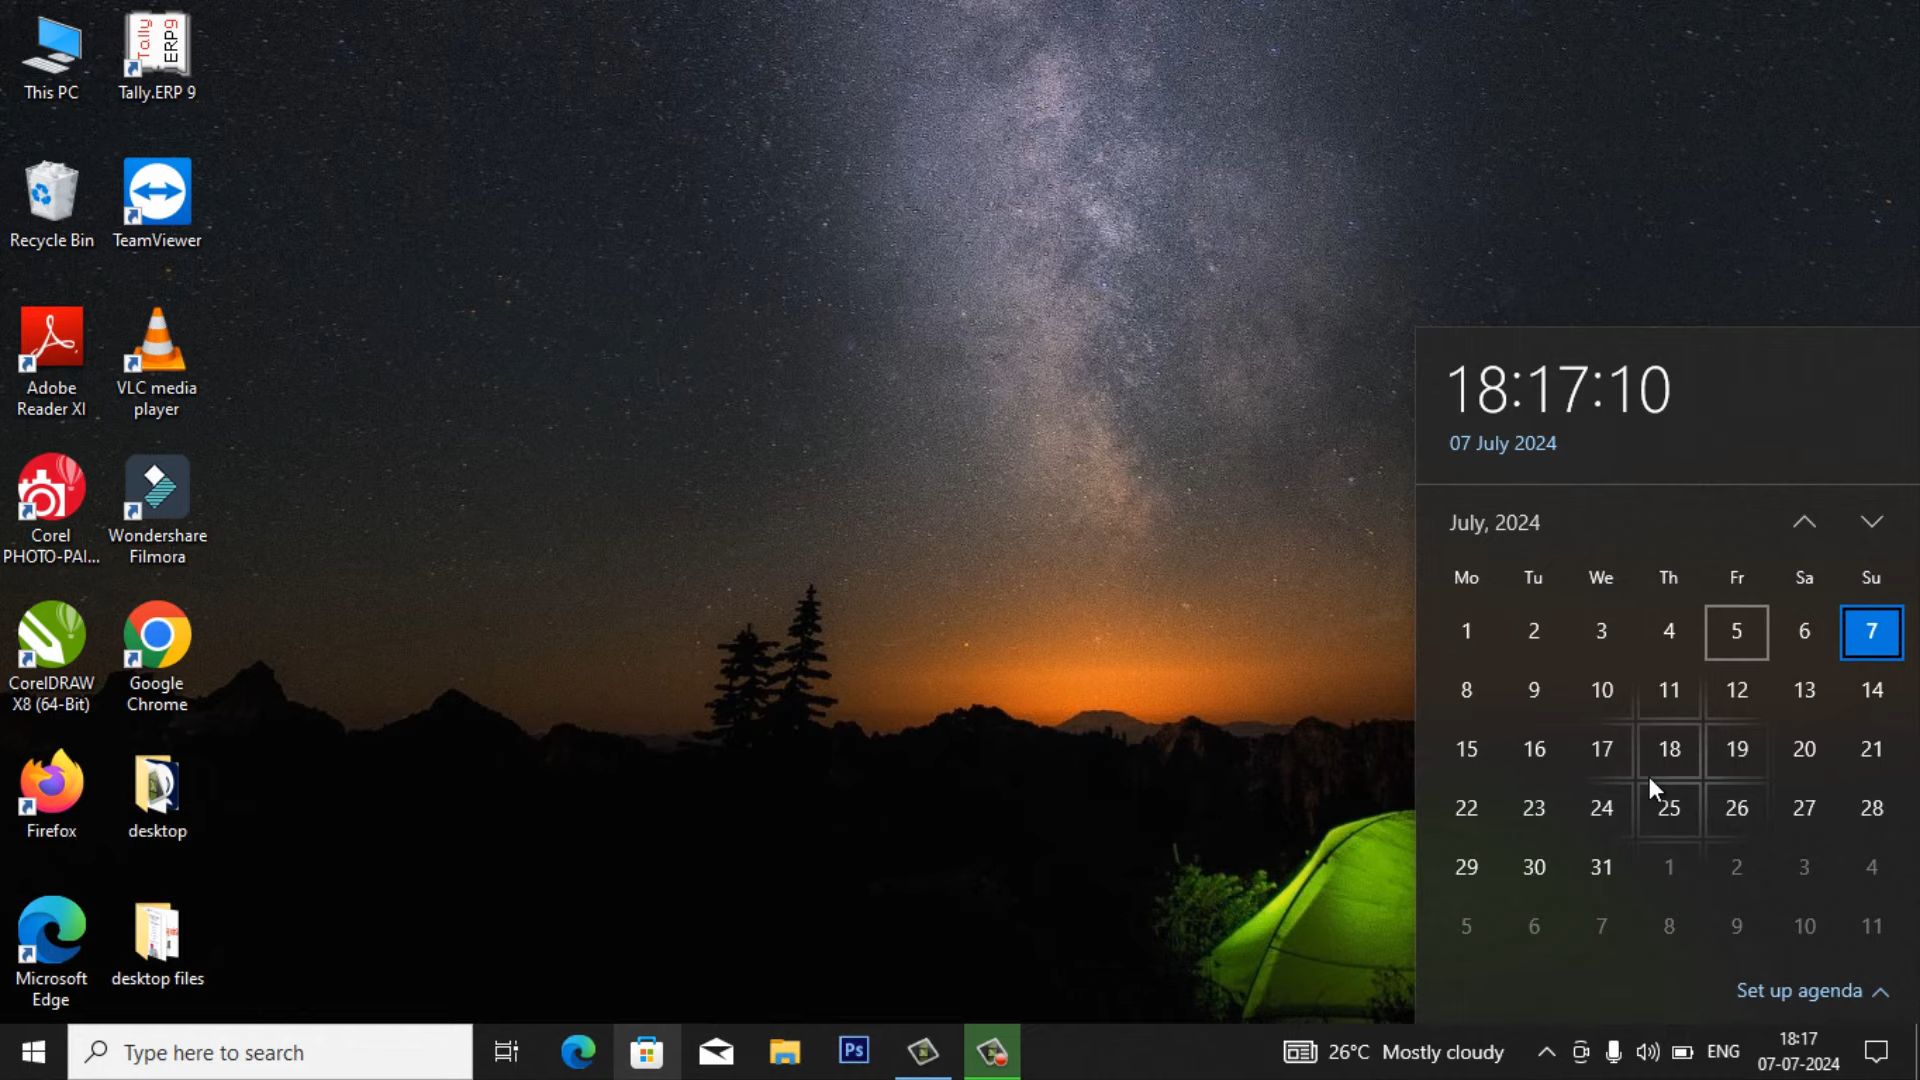 This PC
Tally
ERP9
Tally.ERP 9
Recycle Bin
TeamViewer
Adobe
Reader XI
VLC media
player
Corel
PHOTO-PAI...
Wondershare
Filmora
CorelDRAW
X8 (64-Bit)
Google
Chrome
Firefox
desktop
Microsoft
Edge
desktop files
18:17:10
07 July 2024
July, 2024
Mo Tu We Th Fr Sa Su
1 2 3 4 5 6 7
8 9 10 11 12 13 14
15 16 17 18 19 20 21
22 23 24 25 26 27 28
29 30 31 1 2 3 4
5 6 7 8 9 10 11
Set up agenda
Type here to search
Ps
26°C Mostly cloudy
ENG
18:17
07-07-2024